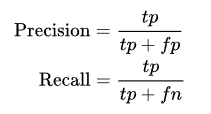 Precision = tp / (tp + fp)
Recall = tp / (tp + fn)